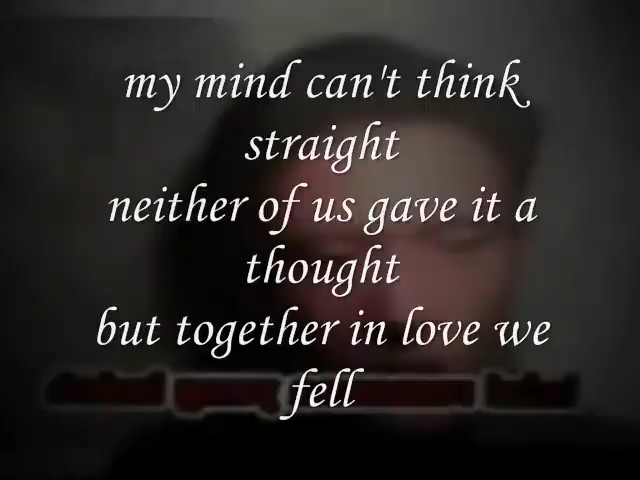 my mind can't think
straight
neither of us gave it a
thought
but together in love we
fell